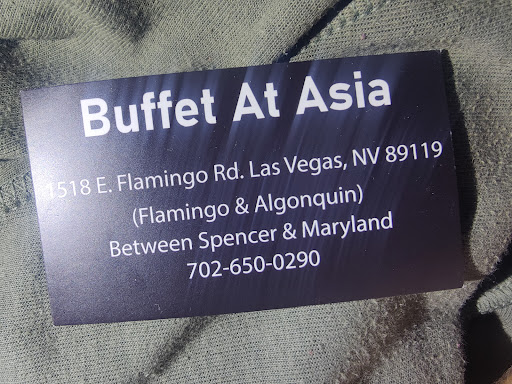 Buffet At Asia
1518 E. Flamingo Rd. Las Vegas, NV 89119
(Flamingo & Algonquin)
Between Spencer & Maryland
702-650-0290